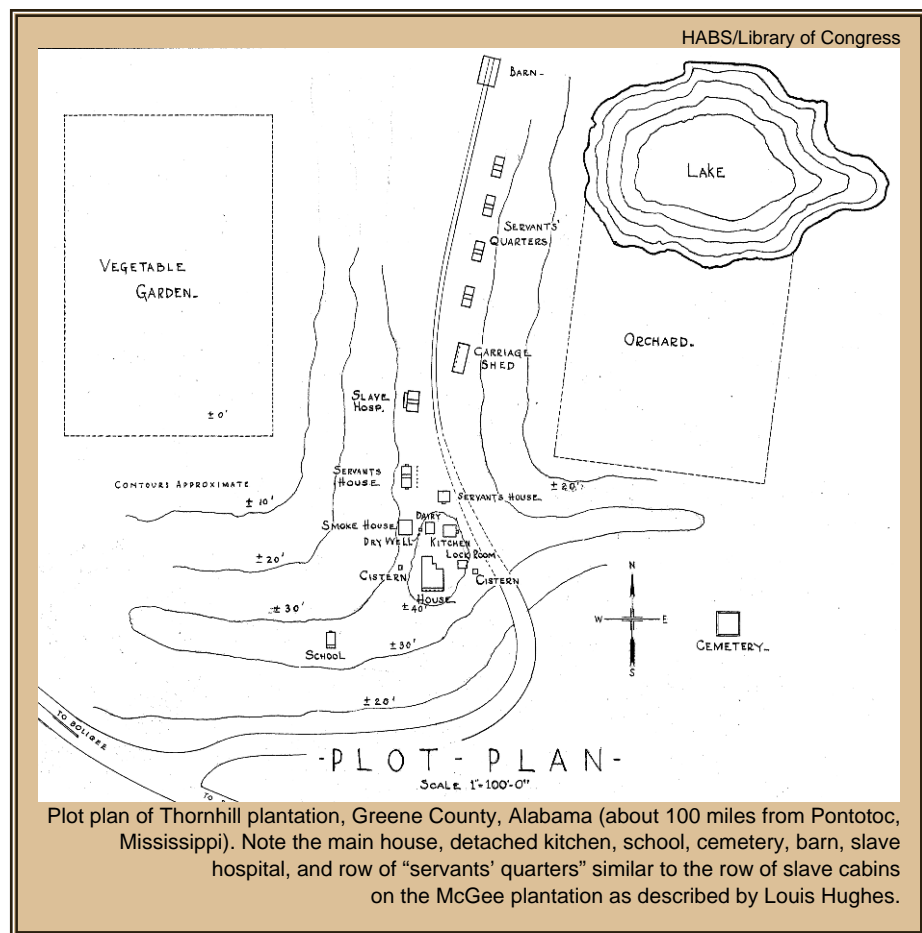 HABS/Library of Congress
BARN-
LAKE
SERVANTS'
QUARTERS
VEGETABLE
GARDEN-
ORCHARD-
CARRIAGE
SHED
SLAVE
HOSP.
± 0'
SERVANTS
HOUSE
CONTOURS APPROXIMATE
± 10'
± 20'
SERVANTS HOUSE
SMOKE HOUSE
DAIRY
DRY WELL
KITCHEN
LOCK ROOM
± 20'
CISTERN
CISTERN
HOUSE
± 40'
± 30'
N
W
E
S
CEMETERY-
SCHOOL
± 30'
± 20'
TO BOLIGEE
-PLOT-PLAN-
SCALE 1"=100'-0"
TO
Plot plan of Thornhill plantation, Greene County, Alabama (about 100 miles from Pontotoc,
Mississippi). Note the main house, detached kitchen, school, cemetery, barn, slave
hospital, and row of “servants’ quarters” similar to the row of slave cabins
on the McGee plantation as described by Louis Hughes.